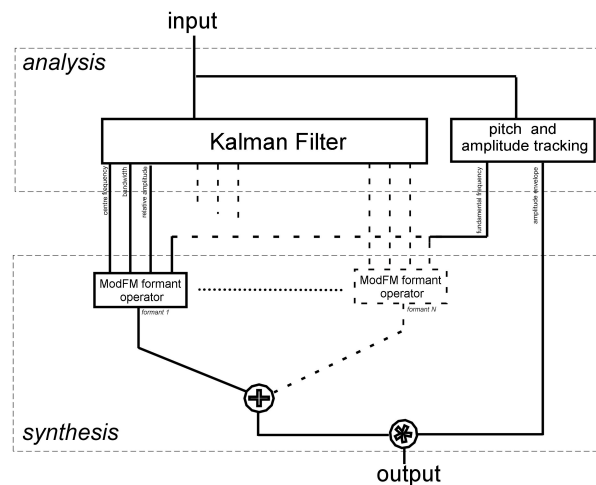 input
analysis
Kalman Filter
pitch and
amplitude tracking
centre frequency
bandwidth
relative amplitude
fundamental frequency
amplitude envelope
ModFM formant
operator
formant 1
ModFM formant
operator
formant N
+
*
synthesis
output